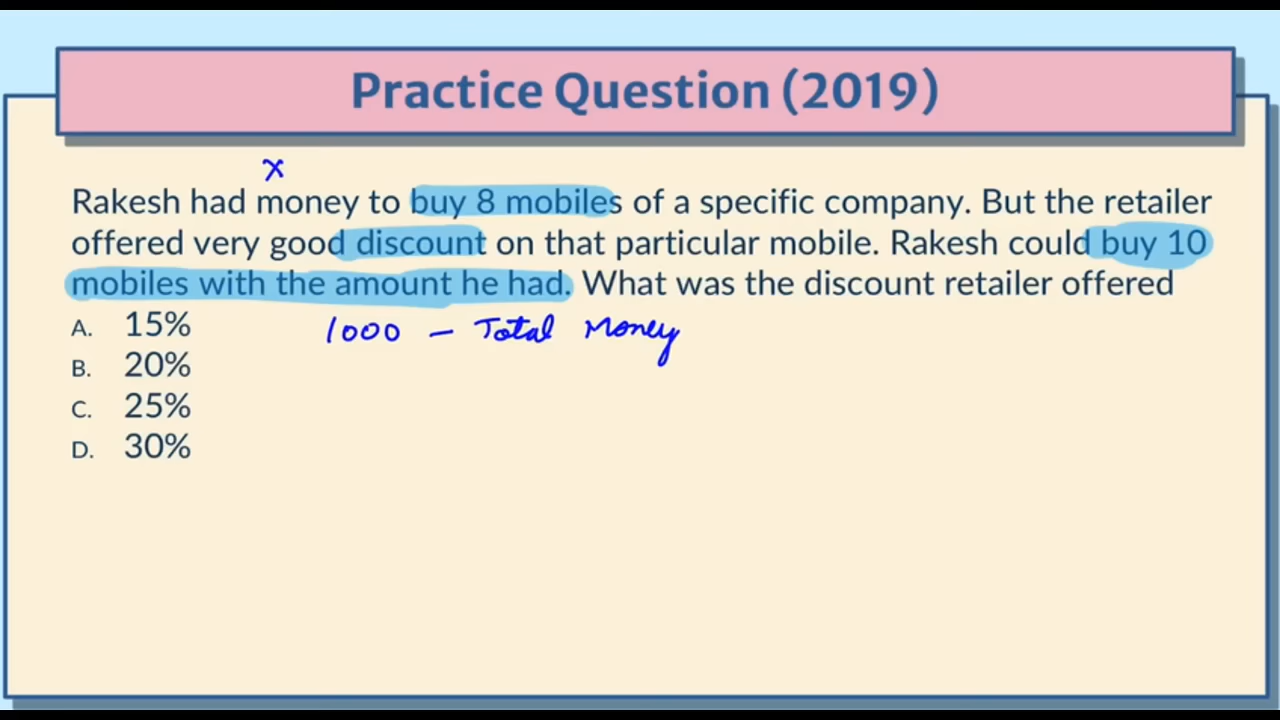 Practice Question (2019)
x
Rakesh had money to buy 8 mobiles of a specific company. But the retailer
offered very good discount on that particular mobile. Rakesh could buy 10
mobiles with the amount he had. What was the discount retailer offered
A. 15%
1000 - Total Money
B. 20%
C. 25%
D. 30%